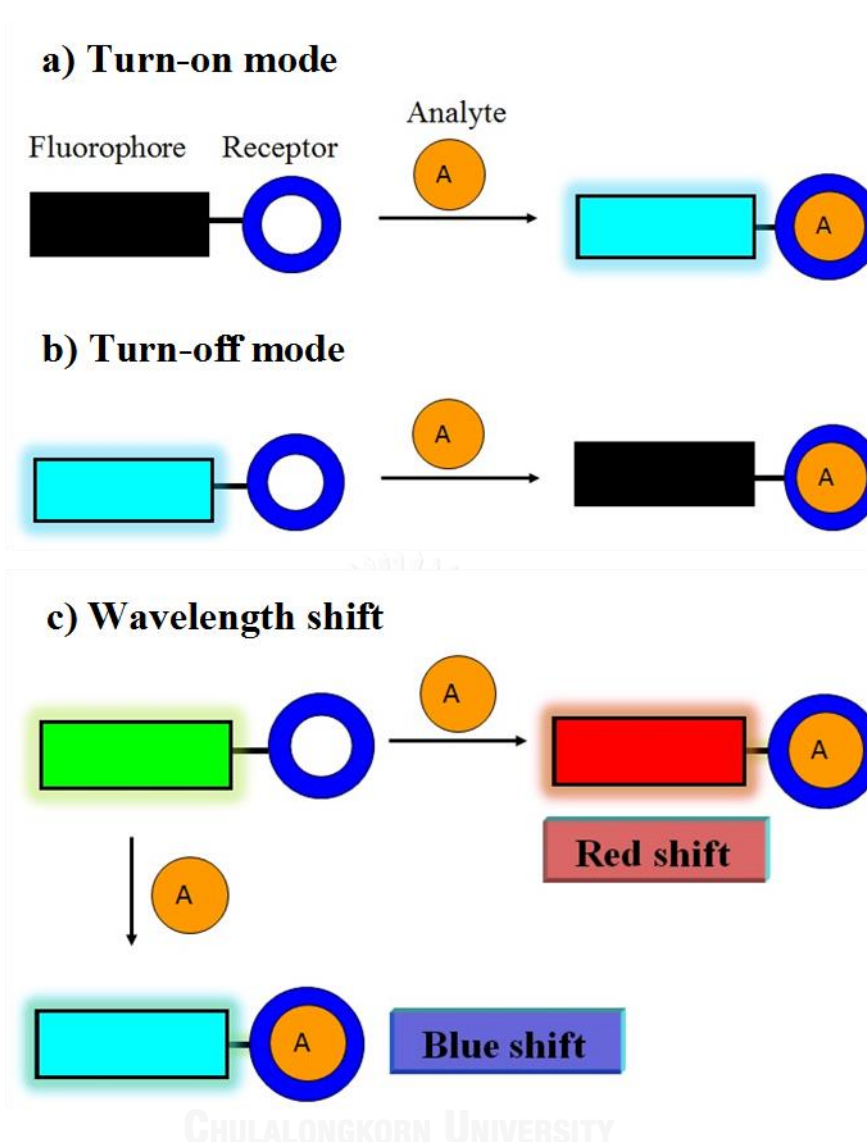 a) Turn-on mode
Analyte
Fluorophore Receptor
A
A
b) Turn-off mode
A
A
c) Wavelength shift
A
A
Red shift
A
A
Blue shift
CHULALONGKORN UNIVERSITY